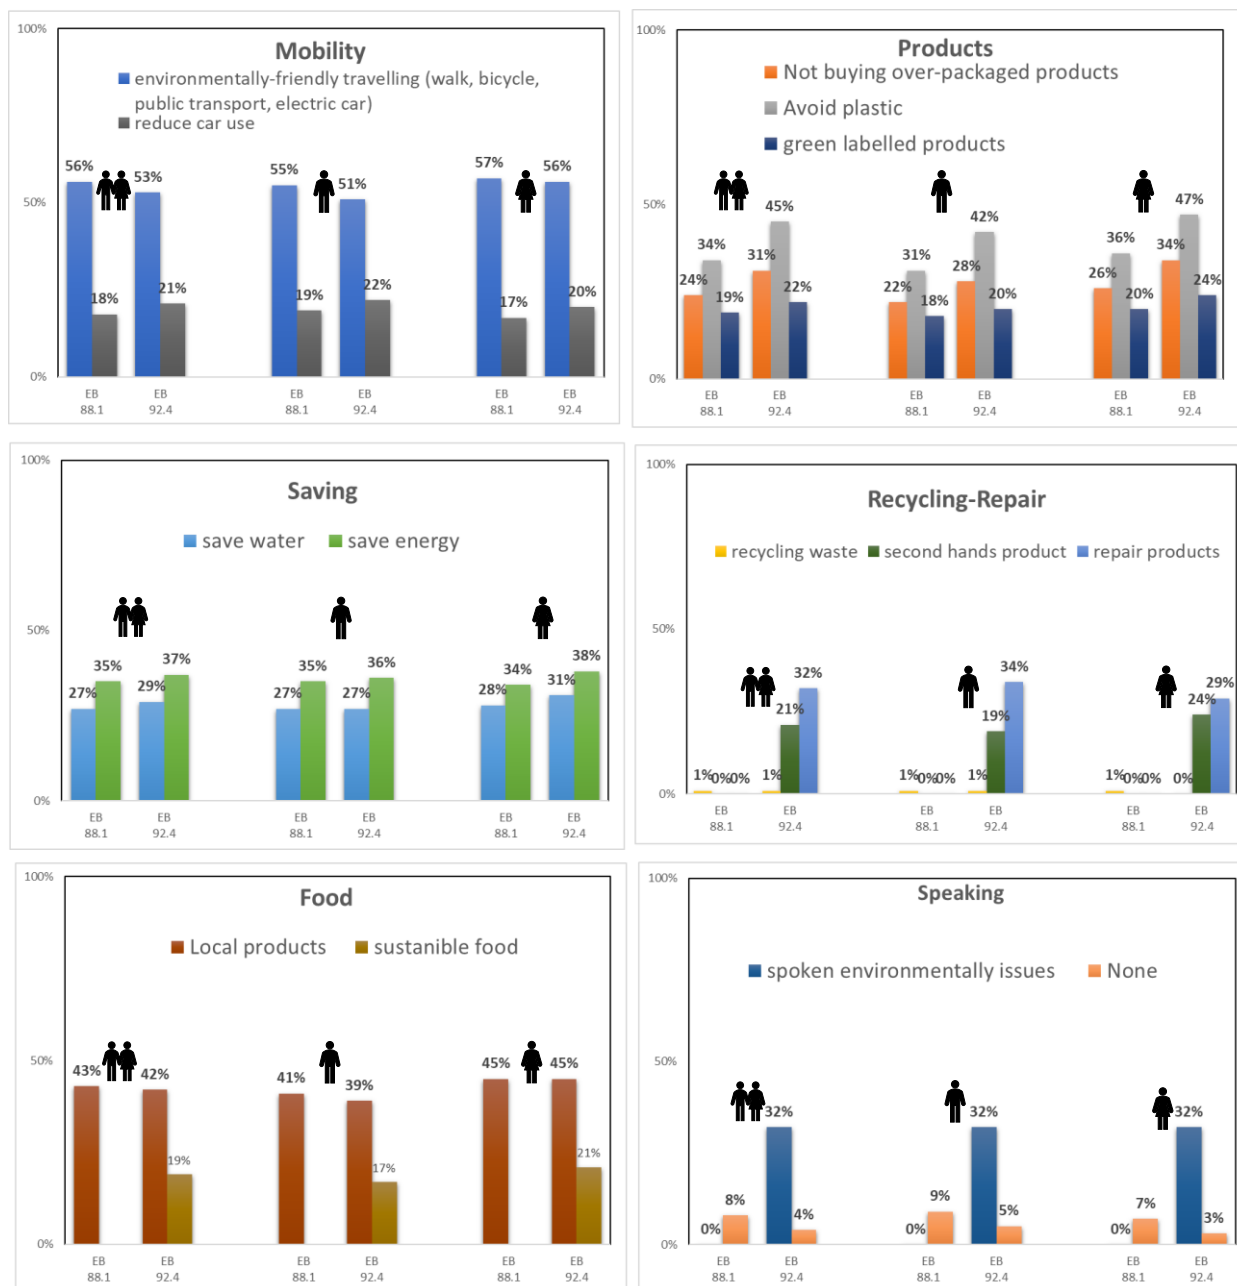 Mobility
environmentally-friendly travelling (walk, bicycle,
public transport, electric car)
reduce car use
50%
50%
0%
56%
18%
53%
21%
55%
19%
51%
22%
57%
17%
56%
20%
EB
88.1
EB
92.4
EB
88.1
EB
92.4
EB
88.1
EB
92.4
Products
Not buying over-packaged products
Avoid plastic
green labelled products
100%
50%
0%
24%
34%
19%
31%
45%
22%
22%
31%
18%
28%
42%
20%
26%
36%
20%
34%
47%
24%
EB
88.1
EB
92.4
EB
88.1
EB
92.4
EB
88.1
EB
92.4
Saving
save water save energy
100%
50%
0%
27%
35%
29%
37%
27%
35%
27%
36%
28%
34%
31%
38%
EB
88.1
EB
92.4
EB
88.1
EB
92.4
EB
88.1
EB
92.4
Recycling-Repair
recycling waste second hands product repair products
100%
50%
0%
1%
0%
0%
1%
21%
32%
1%
0%
0%
1%
19%
34%
1%
0%
0%
0%
24%
29%
EB
88.1
EB
92.4
EB
88.1
EB
92.4
EB
88.1
EB
92.4
Food
Local products sustanible food
100%
50%
0%
43%
42%
19%
41%
39%
17%
45%
45%
21%
EB
88.1
EB
92.4
EB
88.1
EB
92.4
EB
88.1
EB
92.4
Speaking
spoken environmentally issues None
100%
50%
0%
0%
8%
32%
4%
0%
9%
32%
5%
0%
7%
32%
3%
EB
88.1
EB
92.4
EB
88.1
EB
92.4
EB
88.1
EB
92.4